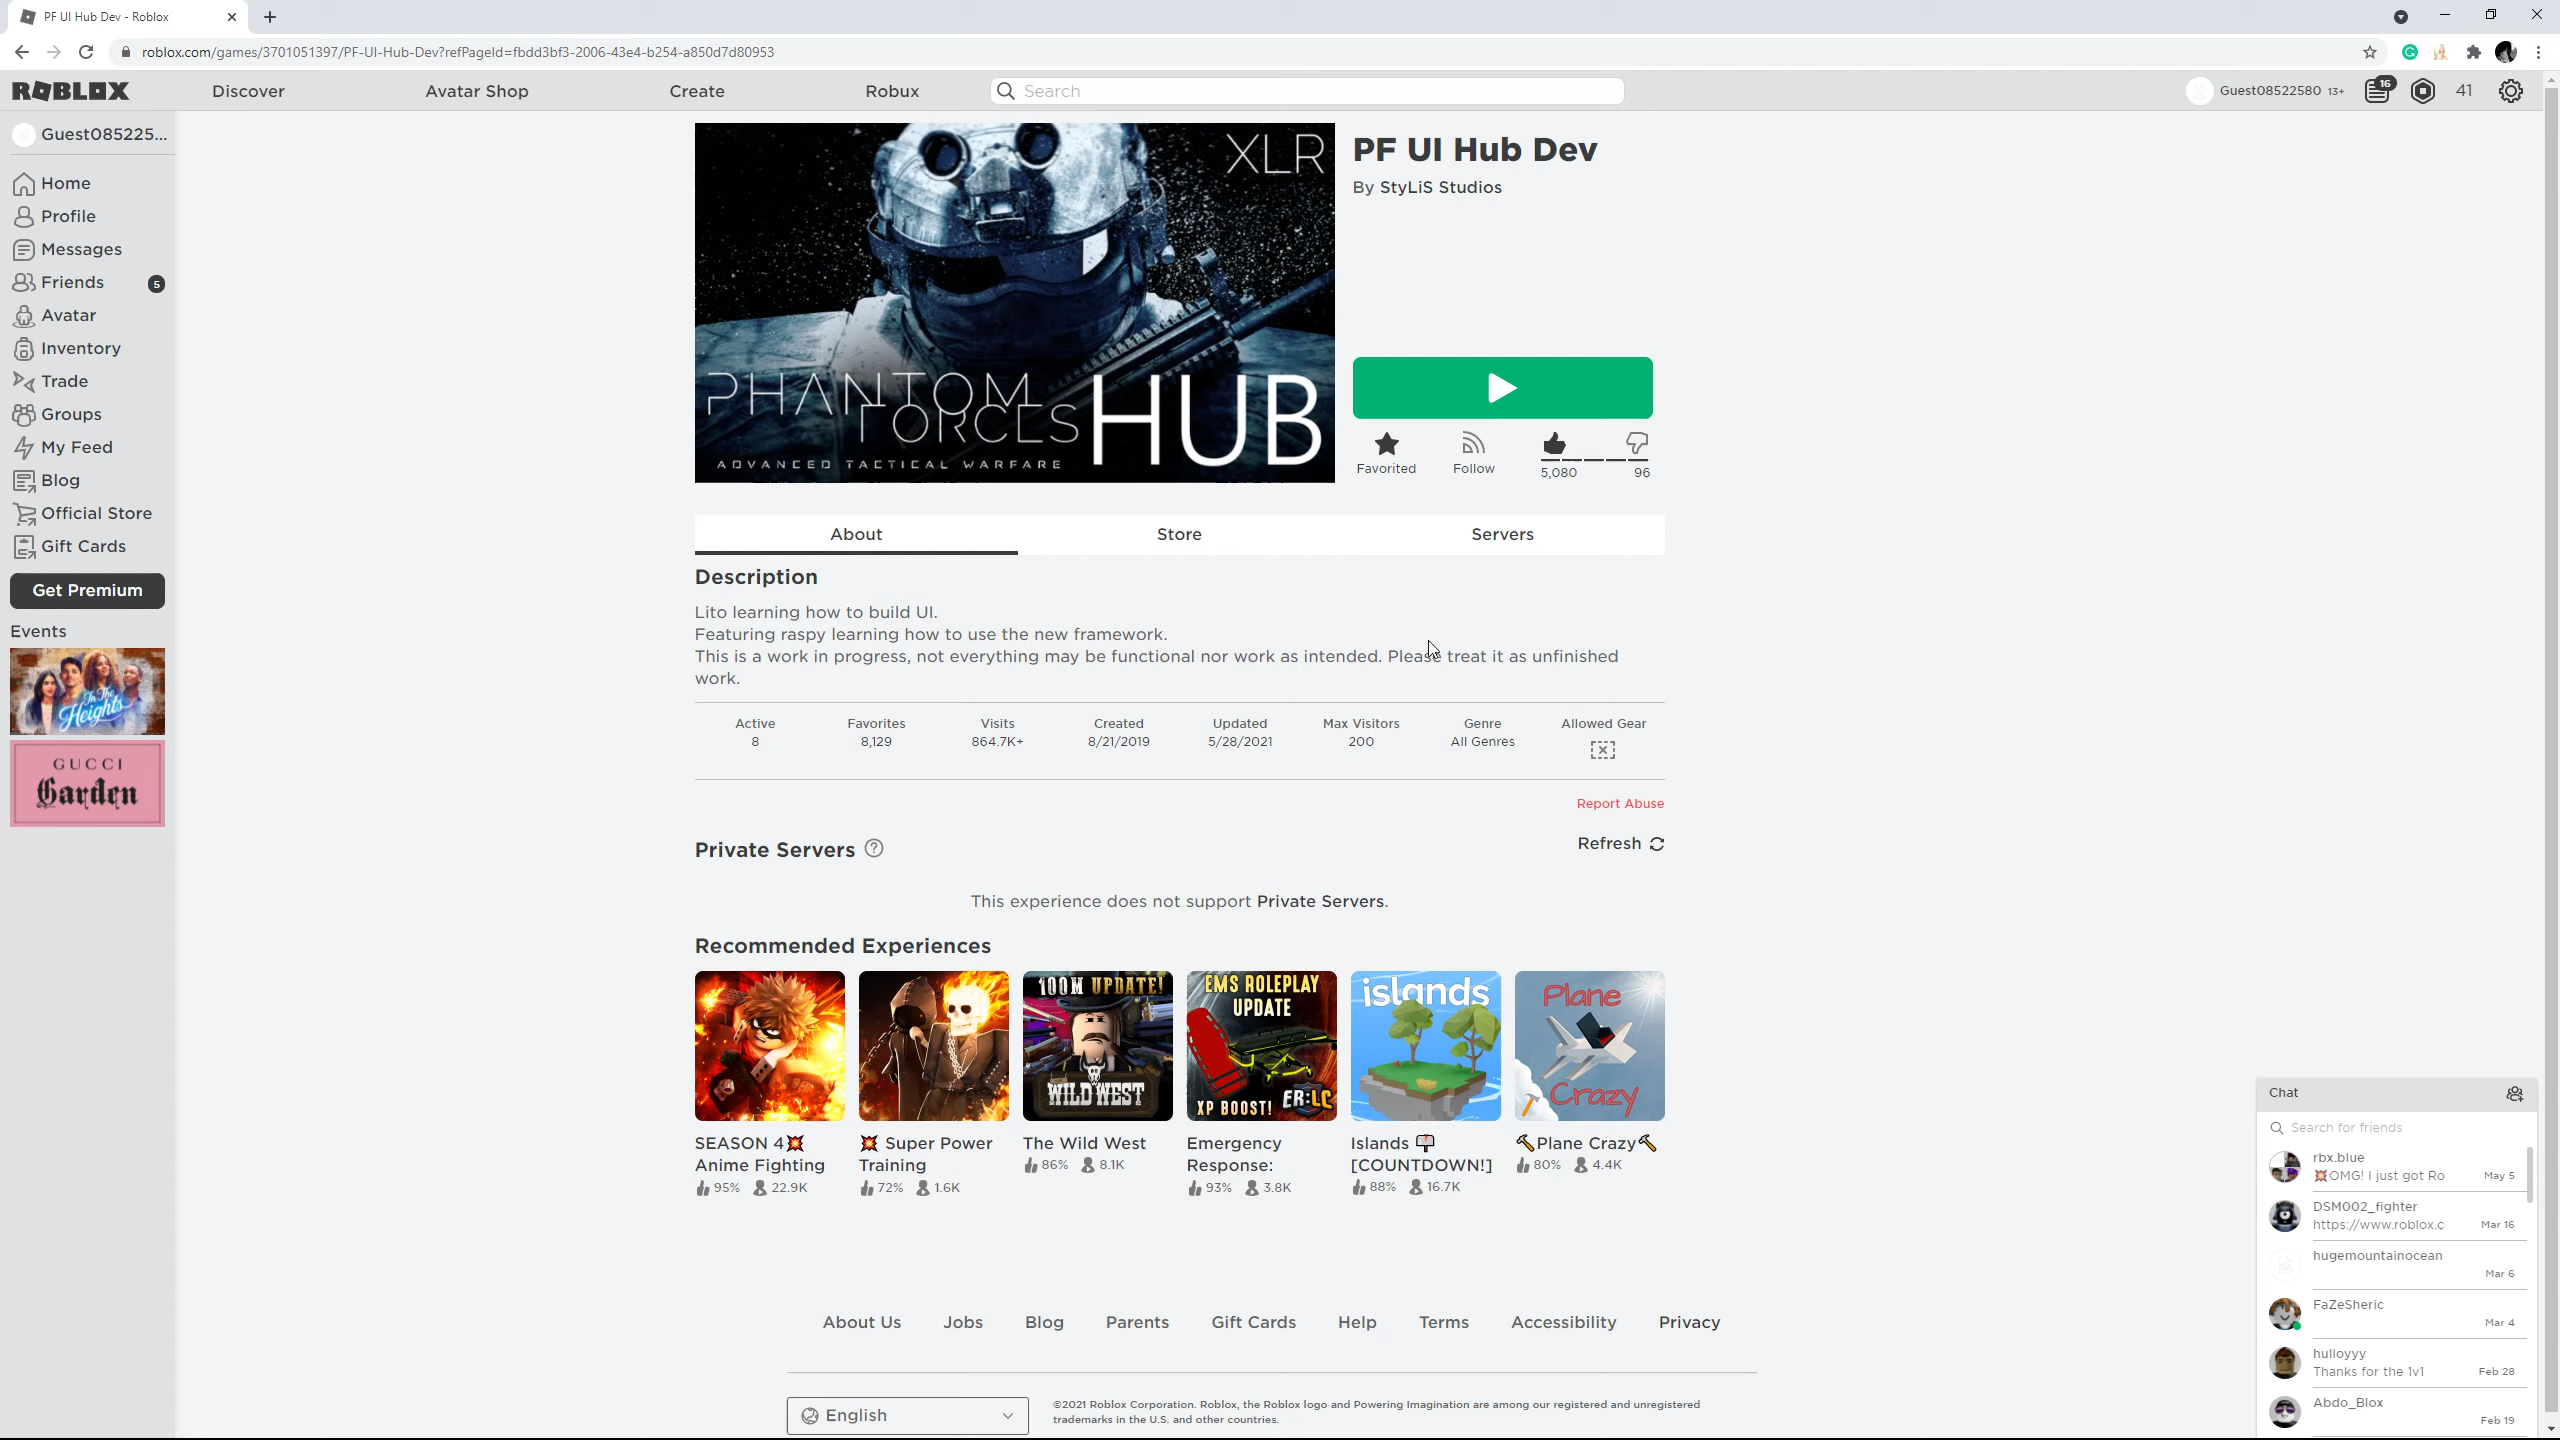 PF UI Hub Dev - Roblox
roblox.com/games/3701051397/PF-UI-Hub-Dev?refPageId=fbdd3bf3-2006-43e4-b254-a850d7d80953
ROBLOX
Discover
Avatar Shop
Create
Robux
Search
Guest08522580 13+
16
41
Guest085225...
Home
Profile
Messages
Friends
5
Avatar
Inventory
Trade
Groups
My Feed
Blog
Official Store
Gift Cards
Get Premium
Events
In The
Heights
GUCCI
Garden
XLR
PHANTOM
FORCES
HUB
ADVANCED TACTICAL WARFARE
PF UI Hub Dev
By StyLiS Studios
Favorited
Follow
5,080
96
About
Store
Servers
Description
Lito learning how to build UI.
Featuring raspy learning how to use the new framework.
This is a work in progress, not everything may be functional nor work as intended. Please treat it as unfinished
work.
Active
8
Favorites
8,129
Visits
864.7K+
Created
8/21/2019
Updated
5/28/2021
Max Visitors
200
Genre
All Genres
Allowed Gear
Report Abuse
Private Servers
Refresh
This experience does not support Private Servers.
Recommended Experiences
SEASON 4💥
Anime Fighting
95% 22.9K
💥 Super Power
Training
72% 1.6K
100M UPDATE!
WILD WEST
The Wild West
86% 8.1K
EMS ROLEPLAY
UPDATE
XP BOOST! ER:LC
Emergency
Response:
93% 3.8K
islands
Islands
[COUNTDOWN!]
88% 16.7K
Plane
Crazy
🔨Plane Crazy🔨
80% 4.4K
About Us
Jobs
Blog
Parents
Gift Cards
Help
Terms
Accessibility
Privacy
English
©2021 Roblox Corporation. Roblox, the Roblox logo and Powering Imagination are among our registered and unregistered
trademarks in the U.S. and other countries.
Chat
Search for friends
rbx.blue
💥OMG! I just got Ro
May 5
DSM002_fighter
https://www.roblox.c
Mar 16
hugemountainocean
Mar 6
FaZeSheric
Mar 4
hulloyyy
Thanks for the 1v1
Feb 28
Abdo_Blox
Feb 19